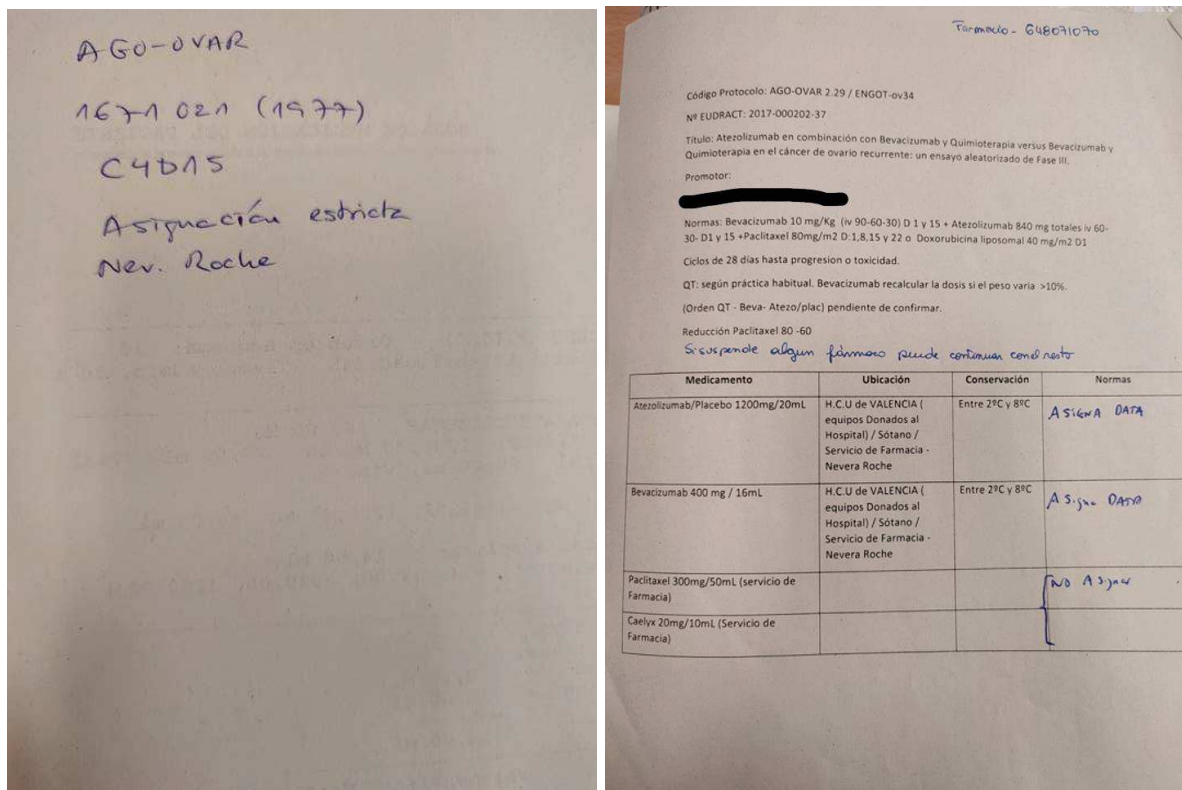 AGO-OVAR
1671021 (1977)
C4D15
Asignación estricta
Nev. Roche
Farmacio - 648071070
Código Protocolo: AGO-OVAR 2.29 / ENGOT-ov34
Nº EUDRACT: 2017-000202-37
Título: Atezolizumab en combinación con Bevacizumab y Quimioterapia versus Bevacizumab y
Quimioterapia en el cáncer de ovario recurrente: un ensayo aleatorizado de Fase III.
Promotor:
Normas: Bevacizumab 10 mg/Kg (iv 90-60-30) D 1 y 15 + Atezolizumab 840 mg totales iv 60-
30- D1 y 15 +Paclitaxel 80mg/m2 D:1,8,15 y 22 o Doxorubicina liposomal 40 mg/m2 D1
Ciclos de 28 días hasta progresion o toxicidad.
QT: según práctica habitual. Bevacizumab recalcular la dosis si el peso varia >10%.
(Orden QT - Beva- Atezo/plac) pendiente de confirmar.
Reducción Paclitaxel 80 -60
Si suspende algun fármaco puede continuar con el resto
Medicamento Ubicación Conservación Normas
Atezolizumab/Placebo 1200mg/20mL H.C.U de VALENCIA ( Entre 2ºC y 8ºC ASIGNA DATA
equipos Donados al
Hospital) / Sótano /
Servicio de Farmacia -
Nevera Roche
Bevacizumab 400 mg / 16mL H.C.U de VALENCIA ( Entre 2ºC y 8ºC Asigna DATA
equipos Donados al
Hospital) / Sótano /
Servicio de Farmacia -
Nevera Roche
Paclitaxel 300mg/50mL (servicio de NO Asignar
Farmacia)
Caelyx 20mg/10mL (Servicio de
Farmacia)